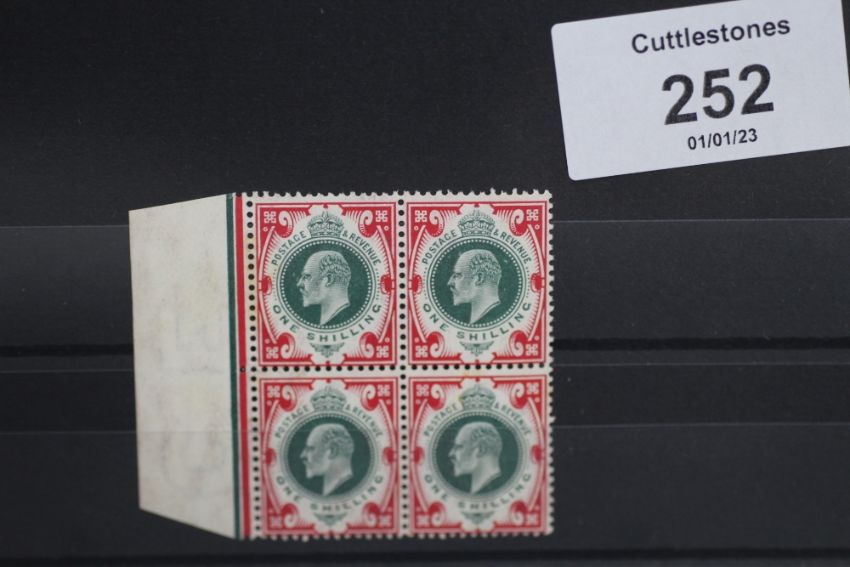 Cuttlestones
252
01/01/23
POSTAGE & REVENUE
ONE SHILLING
POSTAGE & REVENUE
ONE SHILLING
POSTAGE & REVENUE
ONE SHILLING
POSTAGE & REVENUE
ONE SHILLING